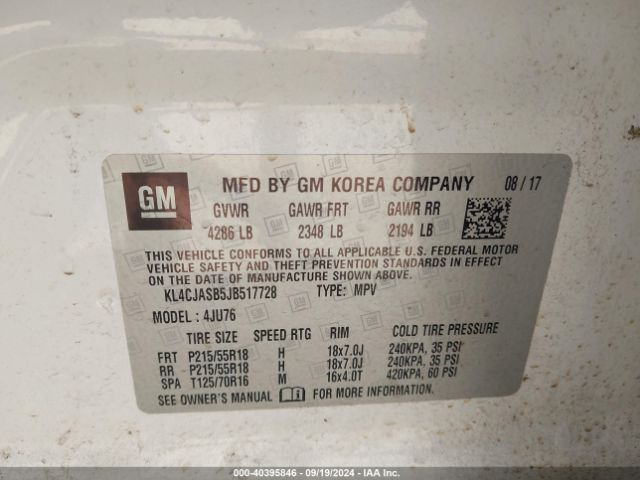 GM MFD BY GM KOREA COMPANY 08 / 17
GVWR GAWR FRT GAWR RR
4286 LB 2348 LB 2194 LB
THIS VEHICLE CONFORMS TO ALL APPLICABLE U.S. FEDERAL MOTOR
VEHICLE SAFETY AND THEFT PREVENTION STANDARDS IN EFFECT
ON THE DATE OF MANUFACTURE SHOWN ABOVE.
KL4CJASB5JB517728 TYPE: MPV
MODEL : 4JU76
TIRE SIZE SPEED RTG RIM COLD TIRE PRESSURE
FRT P215/55R18 H 18x7.0J 240KPA, 35 PSI
RR P215/55R18 H 18x7.0J 240KPA, 35 PSI
SPA T125/70R16 M 16x4.0T 420KPA, 60 PSI
SEE OWNER'S MANUAL FOR MORE INFORMATION.
000-40395846 - 09/19/2024 - IAA Inc.